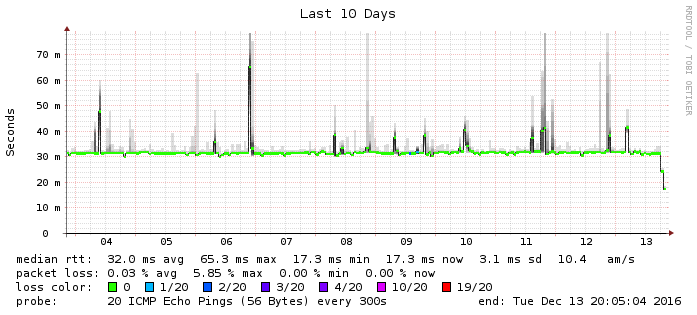 Last 10 Days
RRDTOOL / TOBI OETIKER
Seconds
70 m
60 m
50 m
40 m
30 m
20 m
10 m
0
04 05 06 07 08 09 10 11 12 13
median rtt: 32.0 ms avg 65.3 ms max 17.3 ms min 17.3 ms now 3.1 ms sd 10.4 am/s
packet loss: 0.03 % avg 5.85 % max 0.00 % min 0.00 % now
loss color: 0 1/20 2/20 3/20 4/20 10/20 19/20
probe: 20 ICMP Echo Pings (56 Bytes) every 300s end: Tue Dec 13 20:05:04 2016